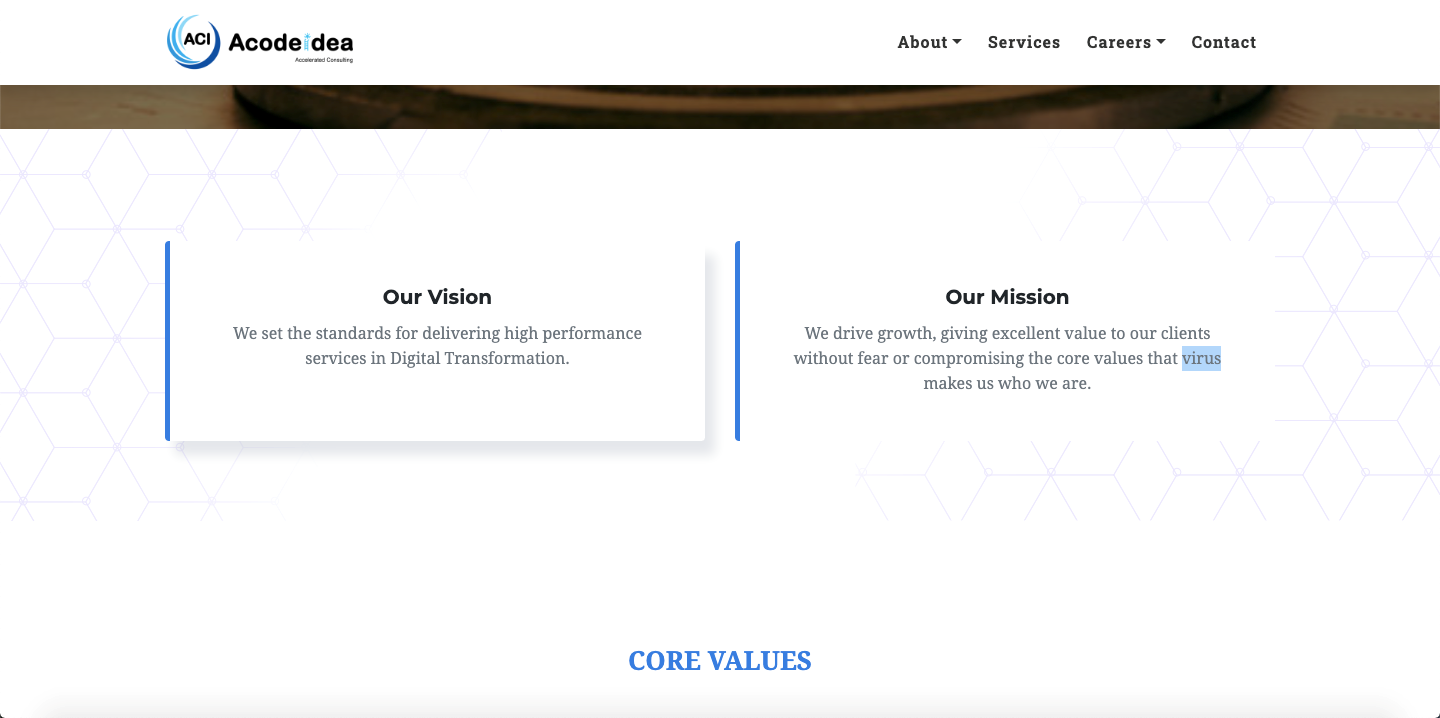 ACI Acodeidea
Accelerated Consulting
About Services Careers Contact
Our Vision
We set the standards for delivering high performance
services in Digital Transformation.
Our Mission
We drive growth, giving excellent value to our clients
without fear or compromising the core values that virus
makes us who we are.
CORE VALUES